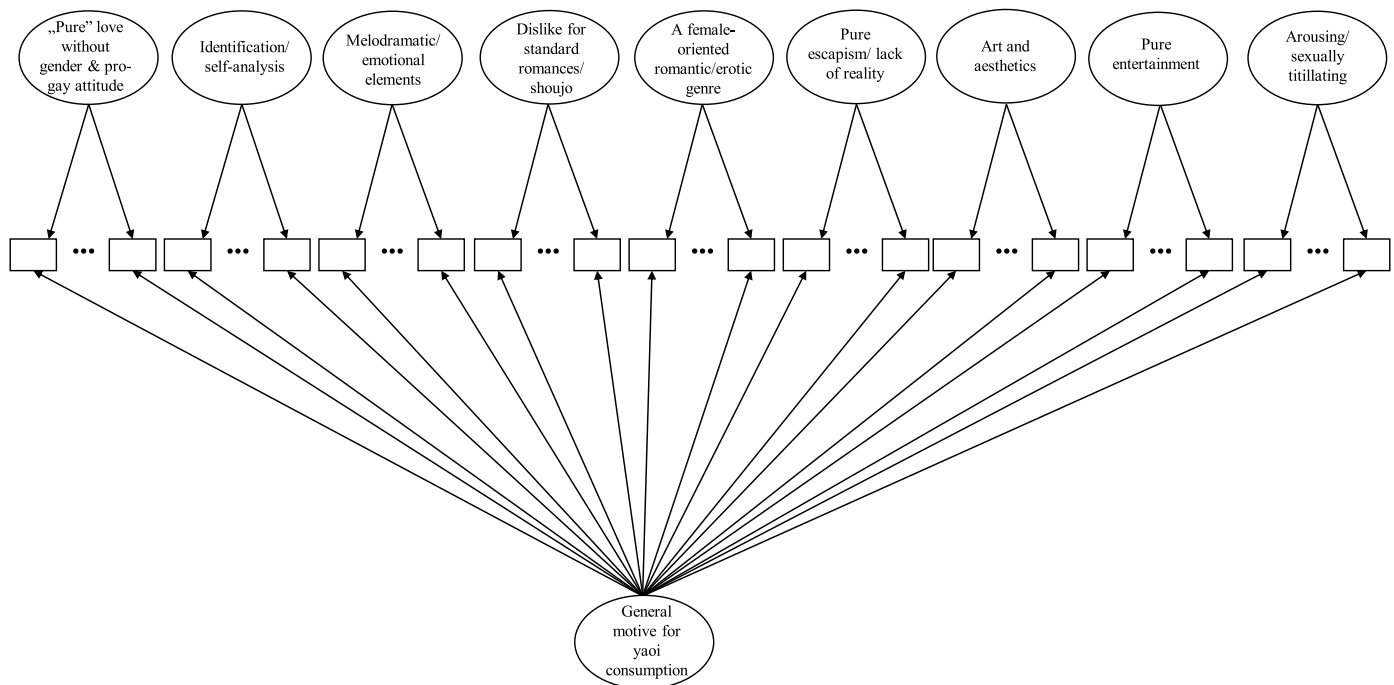 „Pure” love
without
gender & pro-
gay attitude
Identification/
self-analysis
Melodramatic/
emotional
elements
Dislike for
standard
romances/
shoujo
A female-
oriented
romantic/erotic
genre
Pure
escapism/ lack
of reality
Art and
aesthetics
Pure
entertainment
Arousing/
sexually
titillating
General
motive for
yaoi
consumption